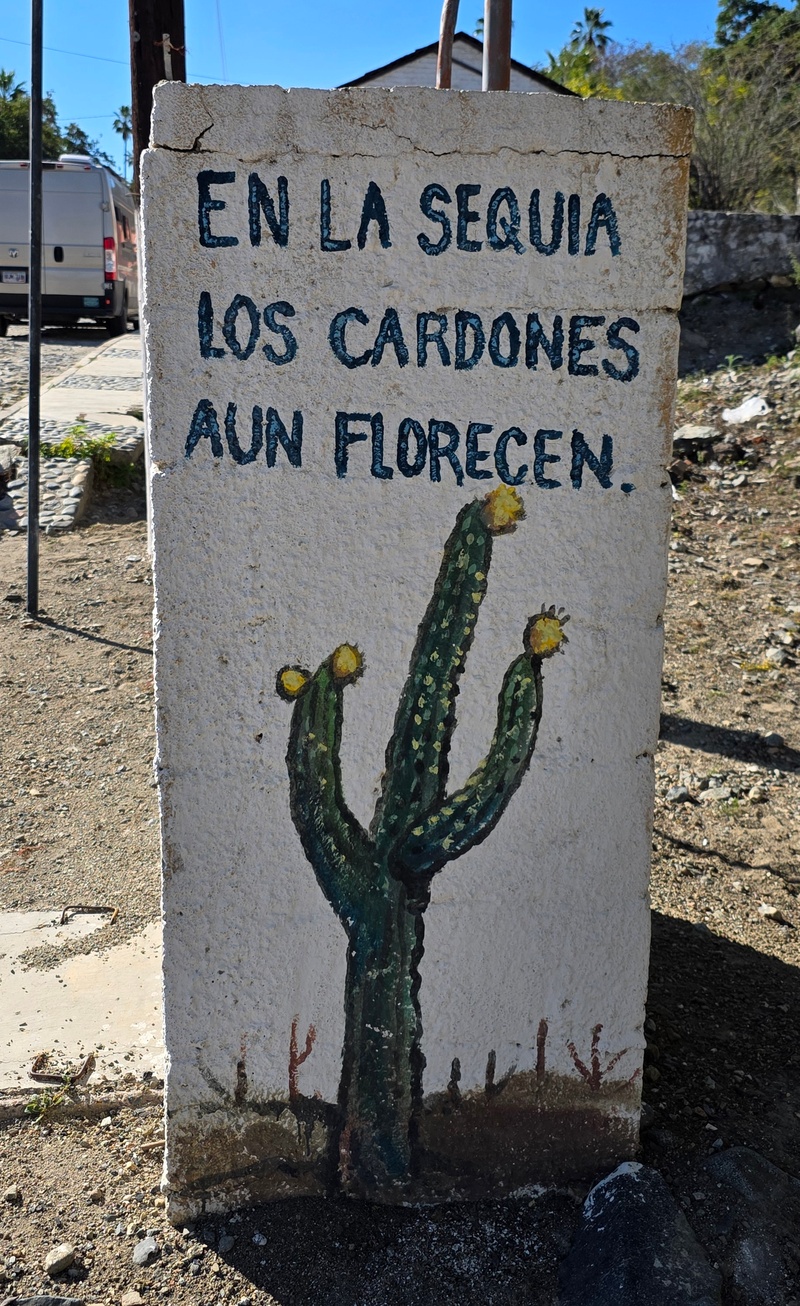 EN LA SEQUIA
LOS CARDONES
AUN FLORECEN.